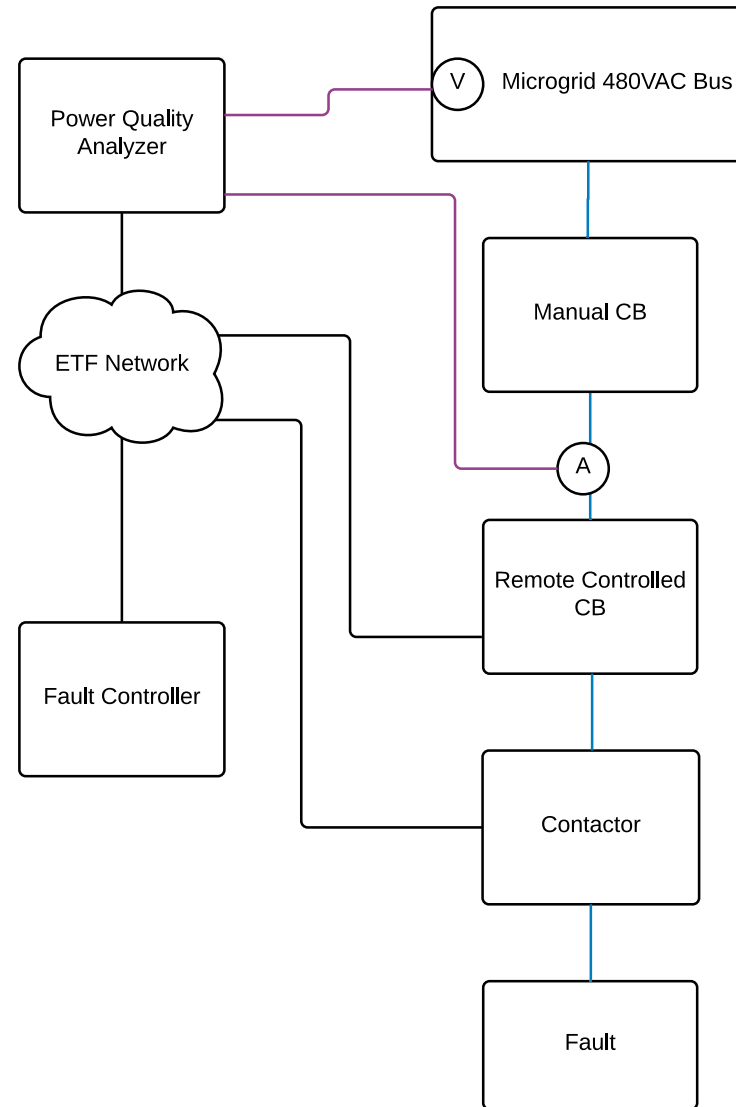 Power Quality
Analyzer
V
Microgrid 480VAC Bus
Manual CB
ETF Network
A
Remote Controlled
CB
Fault Controller
Contactor
Fault